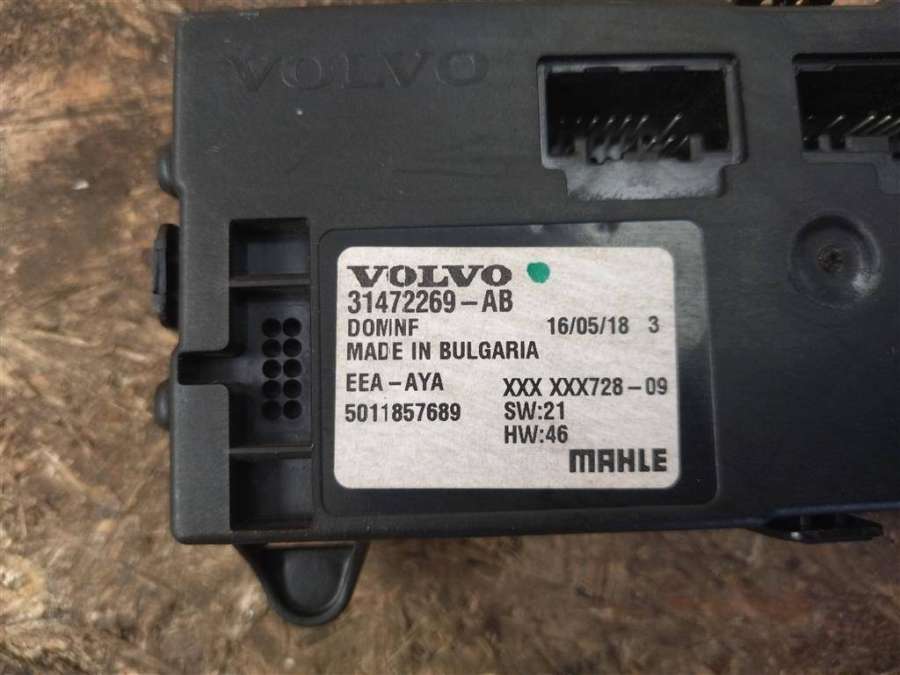 VOLVO
VOLVO
31472269-AB
DOMNF 16/05/18 3
MADE IN BULGARIA
EEA-AYA XXX XXX728-09
5011857689 SW:21
HW:46
MAHLE